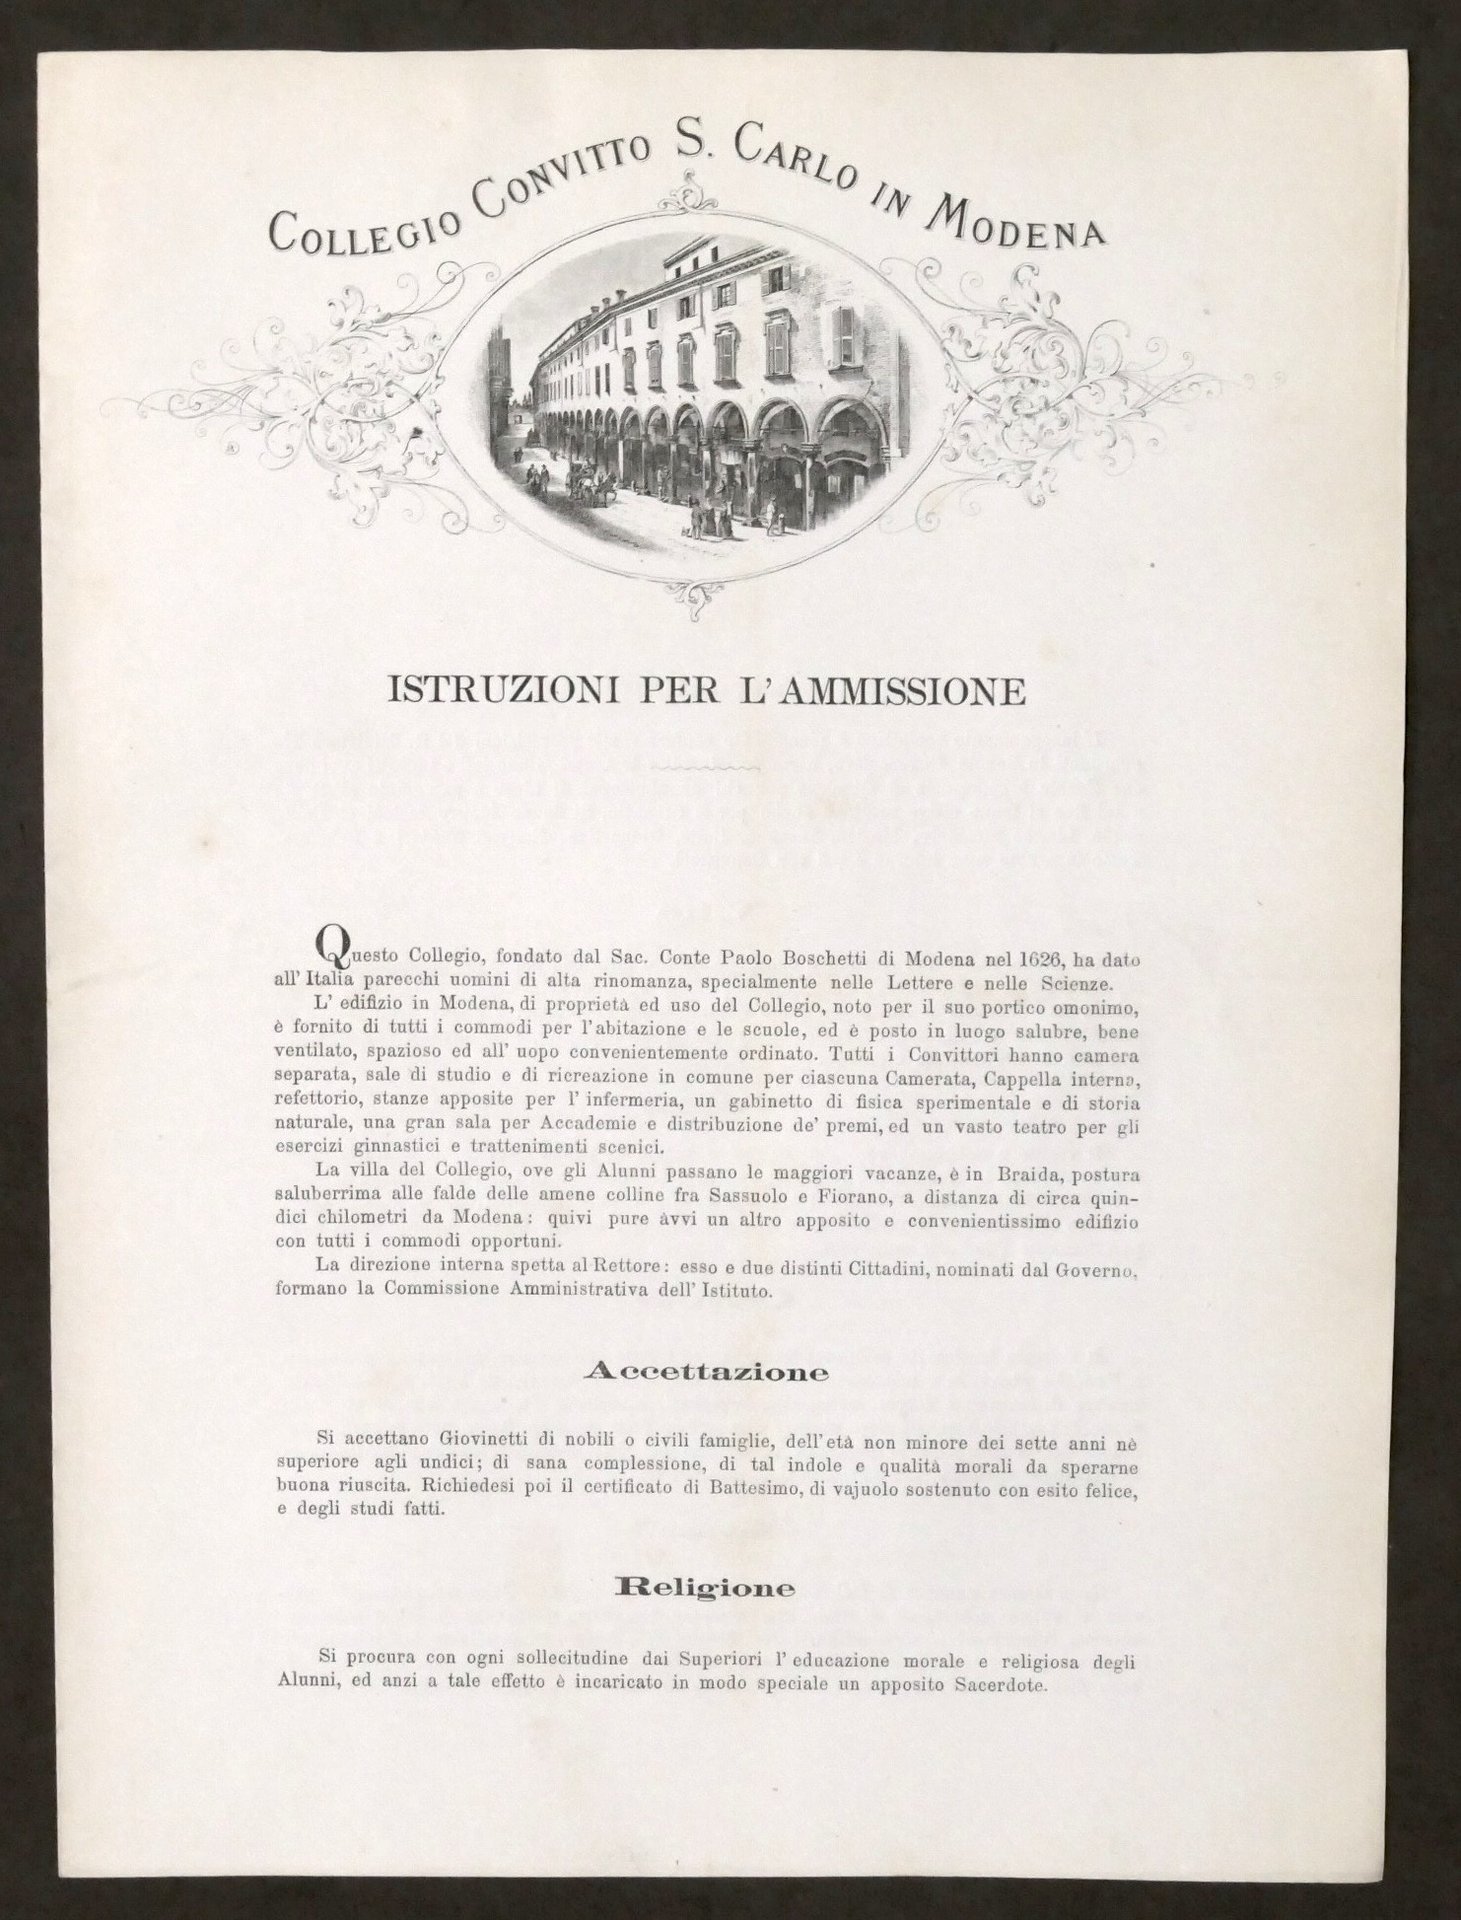 COLLEGIO CONVITTO S. CARLO IN MODENA
ISTRUZIONI PER L'AMMISSIONE
Questo Collegio, fondato dal Sac. Conte Paolo Boschetti di Modena nel 1626, ha dato
all' Italia parecchi uomini di alta rinomanza, specialmente nelle Lettere e nelle Scienze.
L' edifizio in Modena, di proprietà ed uso del Collegio, noto per il suo portico omonimo,
è fornito di tutti i commodi per l'abitazione e le scuole, ed è posto in luogo salubre, bene
ventilato, spazioso ed all' uopo convenientemente ordinato. Tutti i Convittori hanno camera
separata, sale di studio e di ricreazione in comune per ciascuna Camerata, Cappella interna,
refettorio, stanze apposite per l' infermeria, un gabinetto di fisica sperimentale e di storia
naturale, una gran sala per Accademie e distribuzione de' premi, ed un vasto teatro per gli
esercizi ginnastici e trattenimenti scenici.
La villa del Collegio, ove gli Alunni passano le maggiori vacanze, è in Braida, postura
saluberrima alle falde delle amene colline fra Sassuolo e Fiorano, a distanza di circa quin-
dici chilometri da Modena: quivi pure àvvi un altro apposito e convenientissimo edifizio
con tutti i commodi opportuni.
La direzione interna spetta al Rettore: esso e due distinti Cittadini, nominati dal Governo,
formano la Commissione Amministrativa dell' Istituto.
Accettazione
Si accettano Giovinetti di nobili o civili famiglie, dell' età non minore dei sette anni nè
superiore agli undici; di sana complessione, di tal indole e qualità morali da sperarne
buona riuscita. Richiedesi poi il certificato di Battesimo, di vajuolo sostenuto con esito felice,
e degli studi fatti.
Religione
Si procura con ogni sollecitudine dai Superiori l' educazione morale e religiosa degli
Alunni, ed anzi a tale effetto è incaricato in modo speciale un apposito Sacerdote.